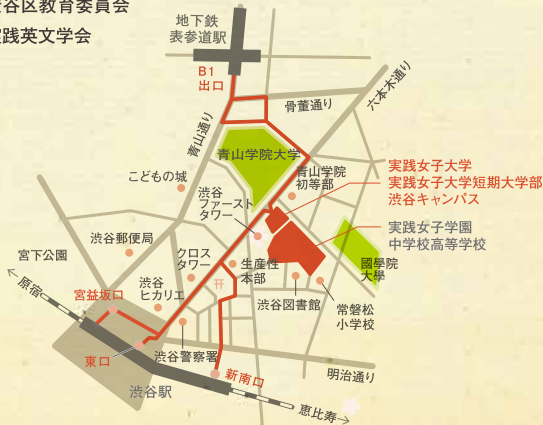 渋谷区教育委員会
実践英文学会
地下鉄
表参道駅
B1
出口
骨董通り
六本木通り
青山通り
青山学院大学
こどもの城
渋谷
ファースト
タワー
青山学院
初等部
実践女子大学
実践女子大学短期大学部
渋谷キャンパス
実践女子学園
中学校高等学校
渋谷郵便局
クロス
タワー
生産性
本部
國學院
大學
宮下公園
原宿
宮益坂口
渋谷
ヒカリエ
渋谷図書館
常磐松
小学校
東口
渋谷警察署
新南口
明治通り
渋谷駅
恵比寿